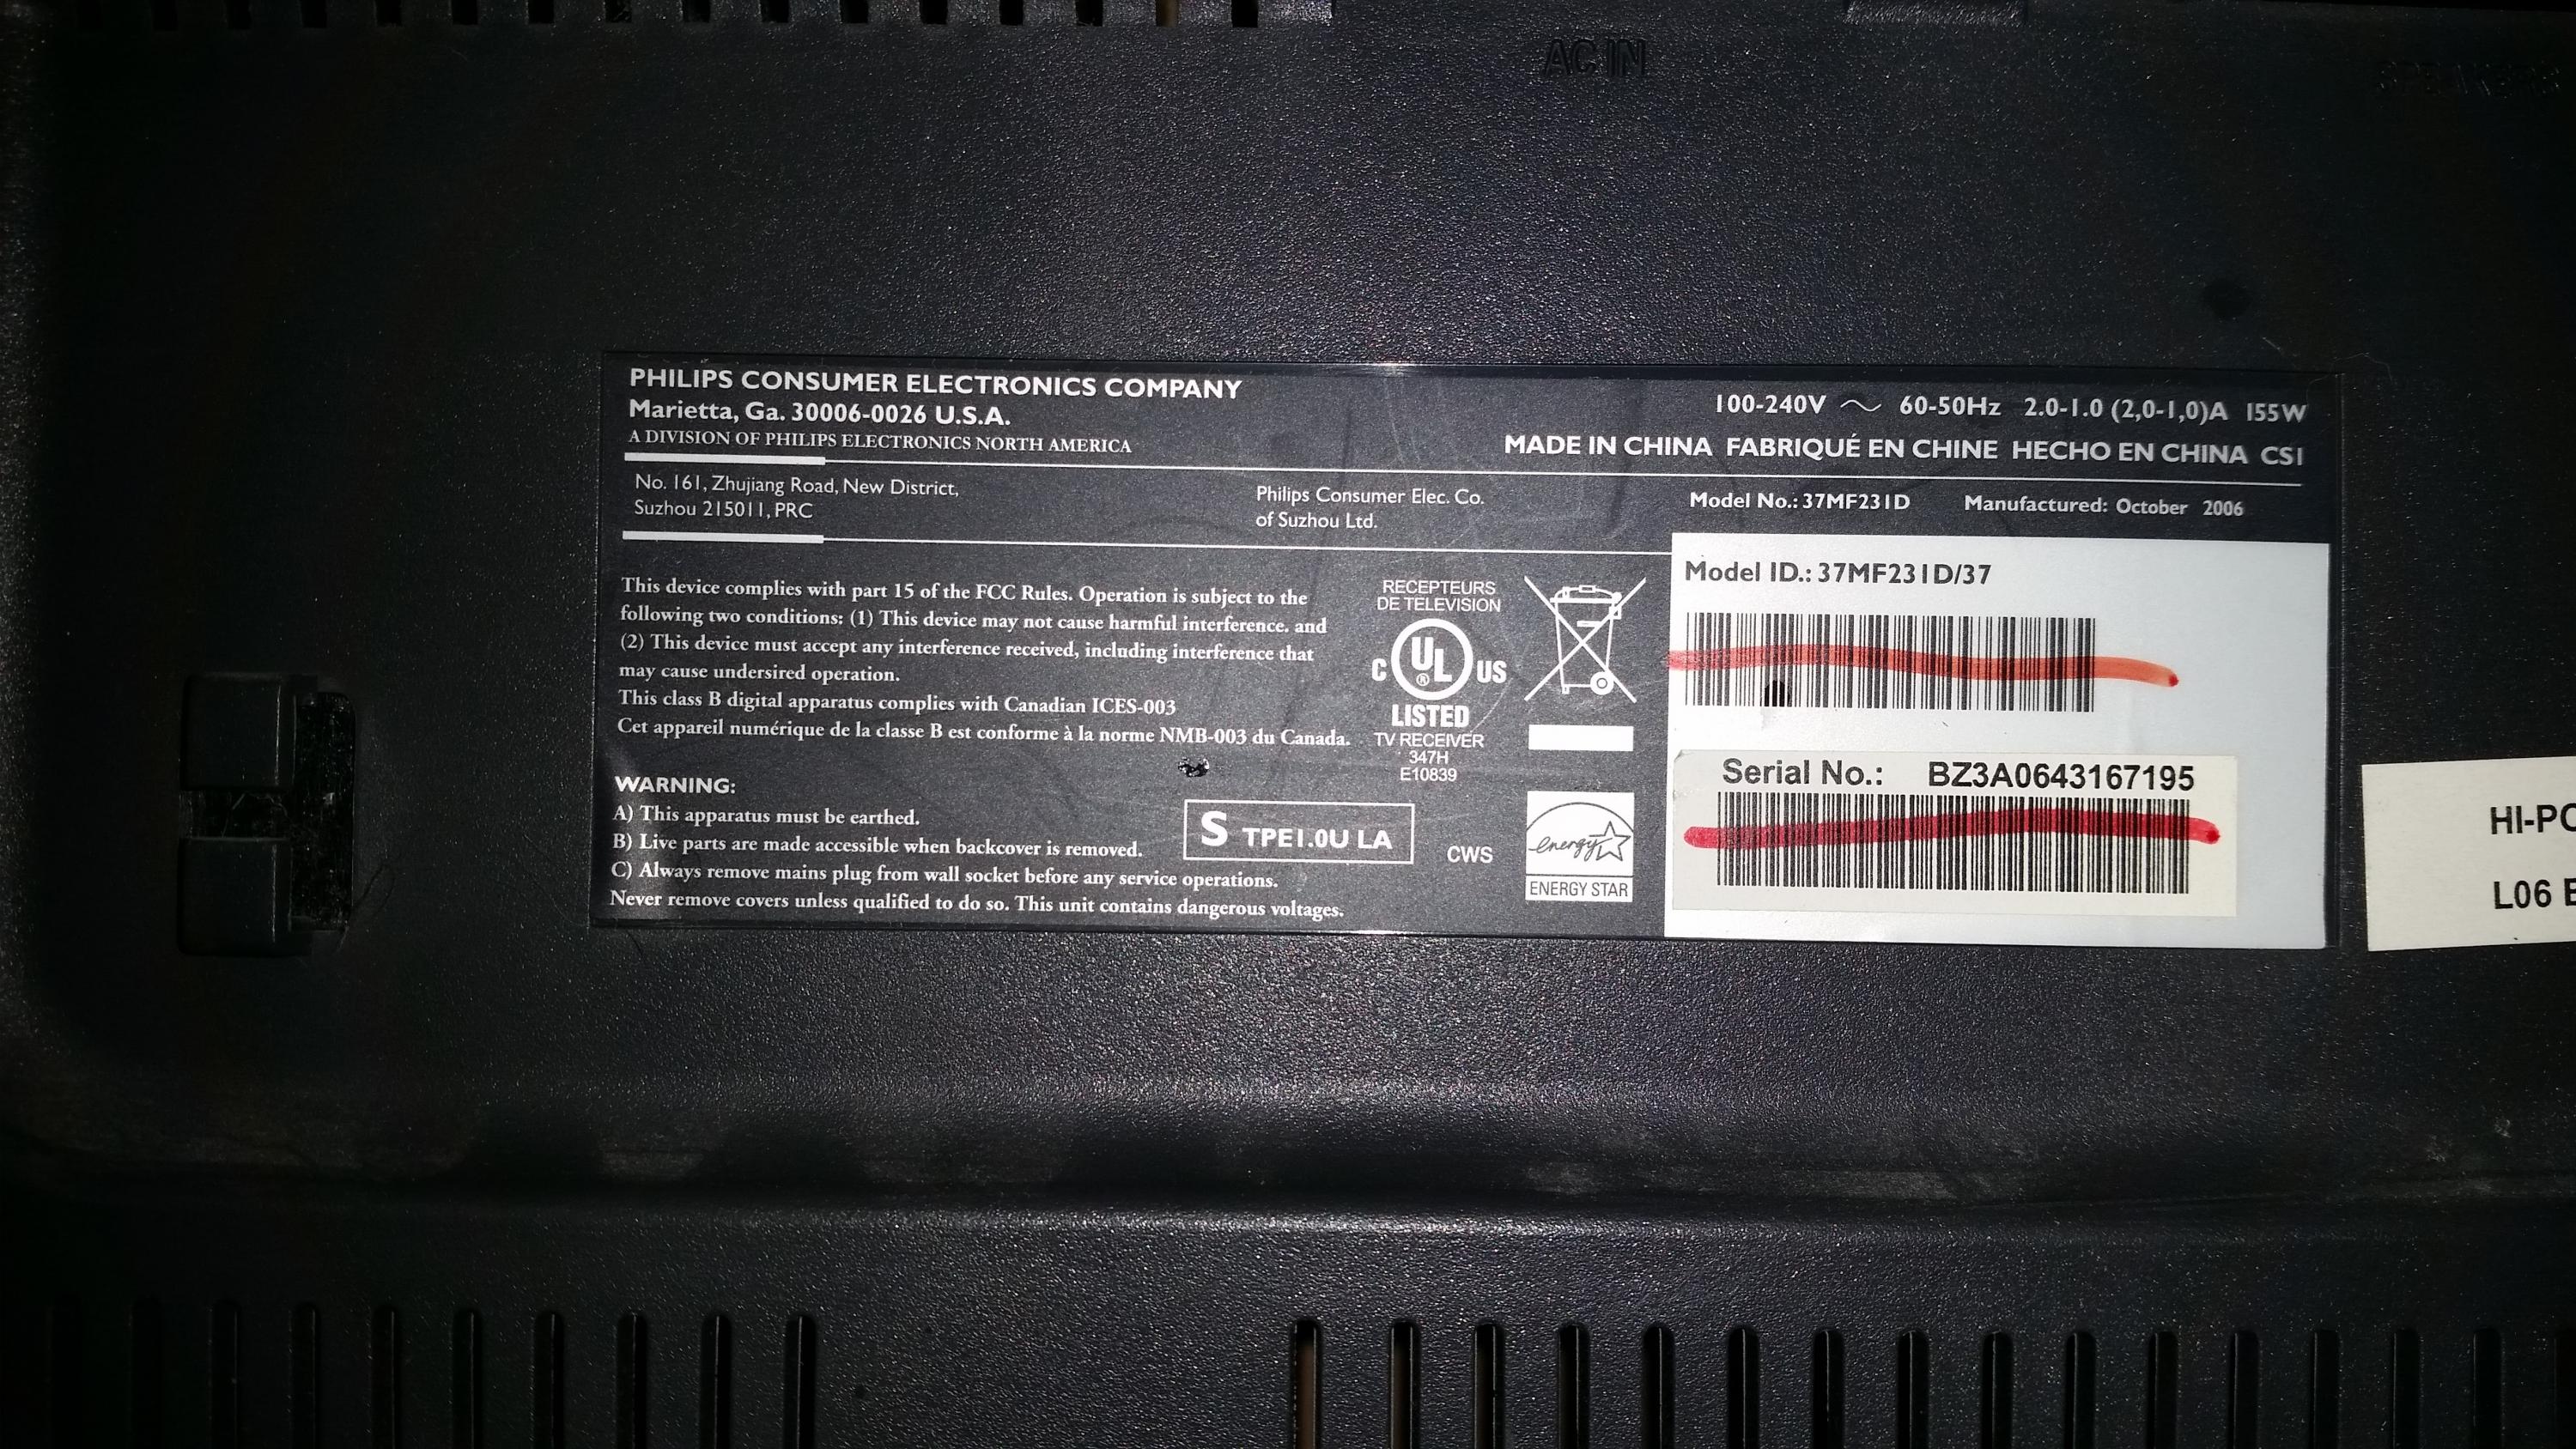 AC IN
PHILIPS CONSUMER ELECTRONICS COMPANY
Marietta, Ga. 30006-0026 U.S.A.
A DIVISION OF PHILIPS ELECTRONICS NORTH AMERICA
100-240V ~ 60-50Hz 2.0-1.0 (2,0-1,0)A 155W
MADE IN CHINA FABRIQUÉ EN CHINE HECHO EN CHINA CS1
No. 161, Zhujiang Road, New District,
Suzhou 215011, PRC
Philips Consumer Elec. Co.
of Suzhou Ltd.
Model No.: 37MF231D Manufactured: October 2006
This device complies with part 15 of the FCC Rules. Operation is subject to the
following two conditions: (1) This device may not cause harmful interference. and
(2) This device must accept any interference received, including interference that
may cause undersired operation.
This class B digital apparatus complies with Canadian ICES-003
Cet appareil numérique de la classe B est conforme à la norme NMB-003 du Canada.
WARNING:
A) This apparatus must be earthed.
B) Live parts are made accessible when backcover is removed.
C) Always remove mains plug from wall socket before any service operations.
Never remove covers unless qualified to do so. This unit contains dangerous voltages.
RECEPTEURS
DE TELEVISION
C UL ® US
LISTED
TV RECEIVER
347H
E10839
S TPE1.0U LA
CWS
energy
ENERGY STAR
Model ID.: 37MF231D/37
Serial No.: BZ3A0643167195
HI-PO
L06 E